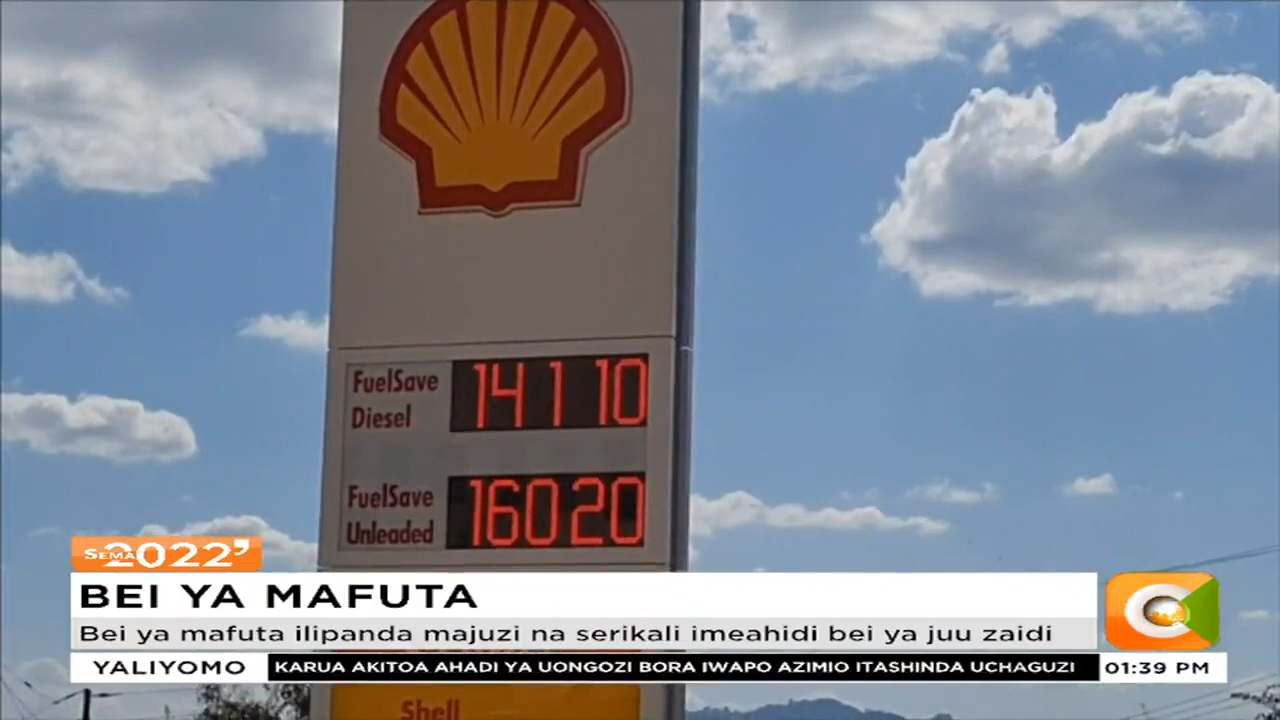 FuelSave
Diesel
141 10
FuelSave
Unleaded
160 20
SEMA 2022’
BEI YA MAFUTA
Bei ya mafuta ilipanda majuzi na serikali imeahidi bei ya juu zaidi
YALIYOMO
KARUA AKITOA AHADI YA UONGOZI BORA IWAPO AZIMIO ITASHINDA UCHAGUZI
01:39 PM
Shell